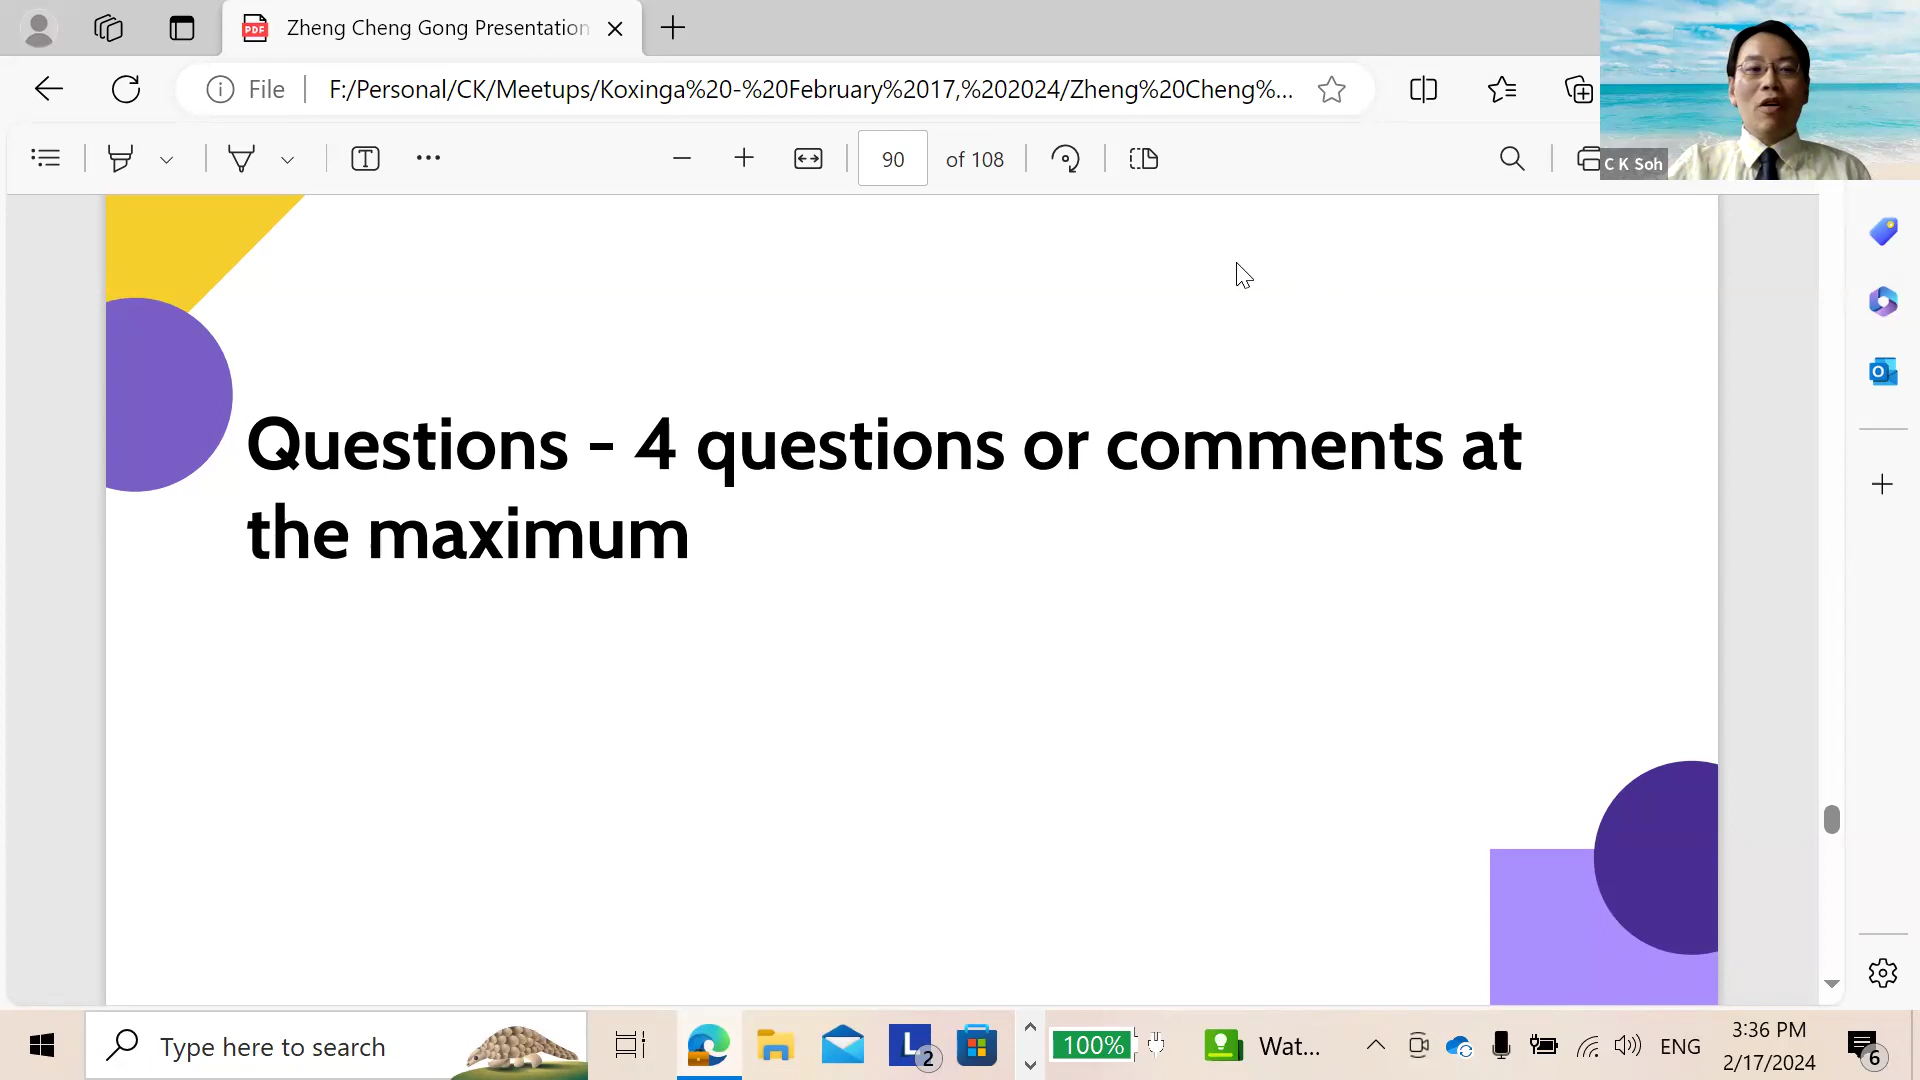 Zheng Cheng Gong Presentation
File
F:/Personal/CK/Meetups/Koxinga%20-%20February%2017,%202024/Zheng%20Cheng%...
90 of 108
C K Soh
Questions - 4 questions or comments at
the maximum
Type here to search
2
100%
Wat...
ENG
3:36 PM
2/17/2024
6